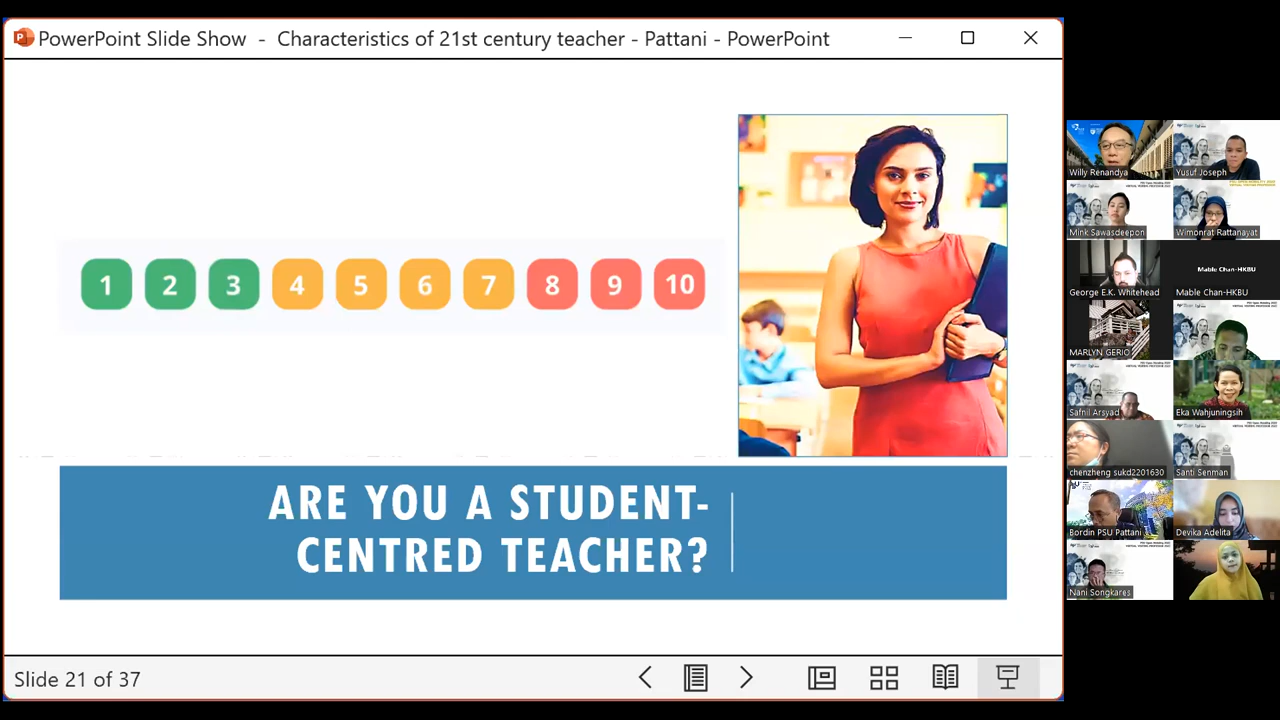 PowerPoint Slide Show - Characteristics of 21st century teacher - Pattani - PowerPoint
1 2 3 4 5 6 7 8 9 10
ARE YOU A STUDENT-
CENTRED TEACHER?
Slide 21 of 37
Willy Renandya
Yusuf Joseph
Mink Sawasdeepon
Wimonrat Rattanayat
George E.K. Whitehead
Mable Chan-HKBU
Mable Chan-HKBU
MARLYN GERIO
Safnil Arsyad
Eka Wahjuningsih
chenzheng sukd2201630
Santi Senman
Bordin PSU Pattani
Devika Adelita
Nani Songkares